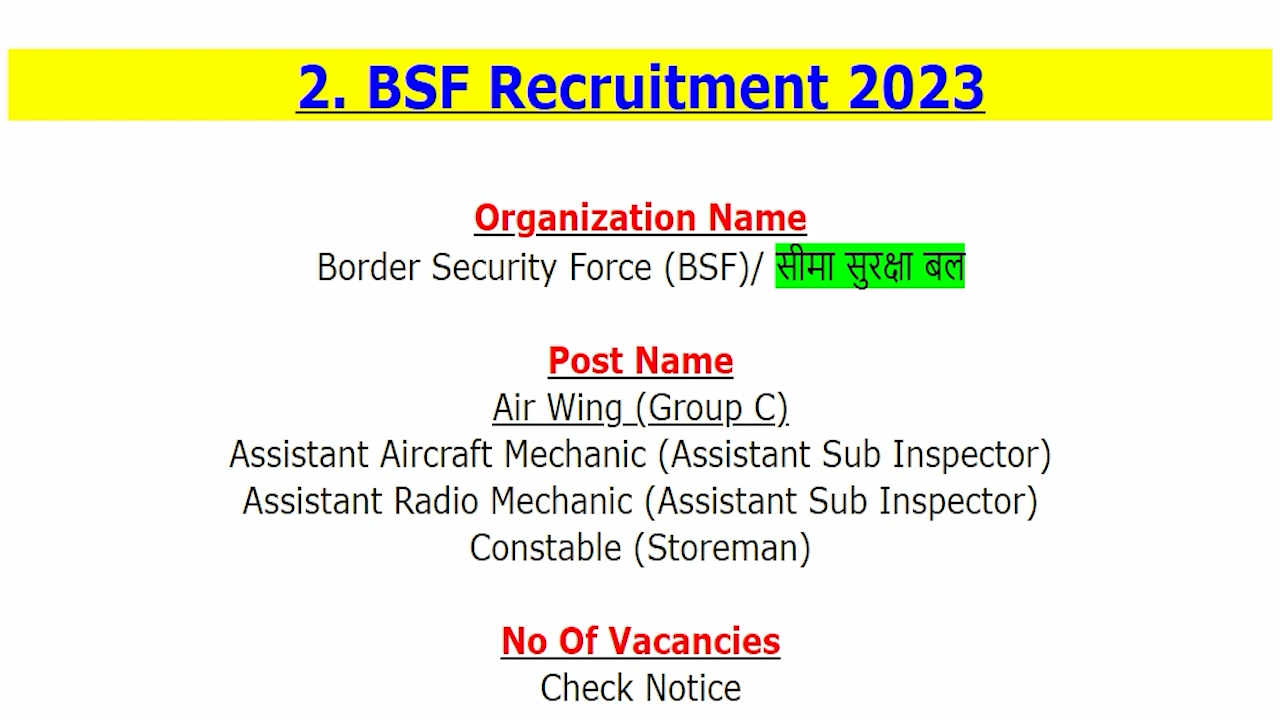 2. BSF Recruitment 2023
Organization Name
Border Security Force (BSF)/ सीमा सुरक्षा बल
Post Name
Air Wing (Group C)
Assistant Aircraft Mechanic (Assistant Sub Inspector)
Assistant Radio Mechanic (Assistant Sub Inspector)
Constable (Storeman)
No Of Vacancies
Check Notice